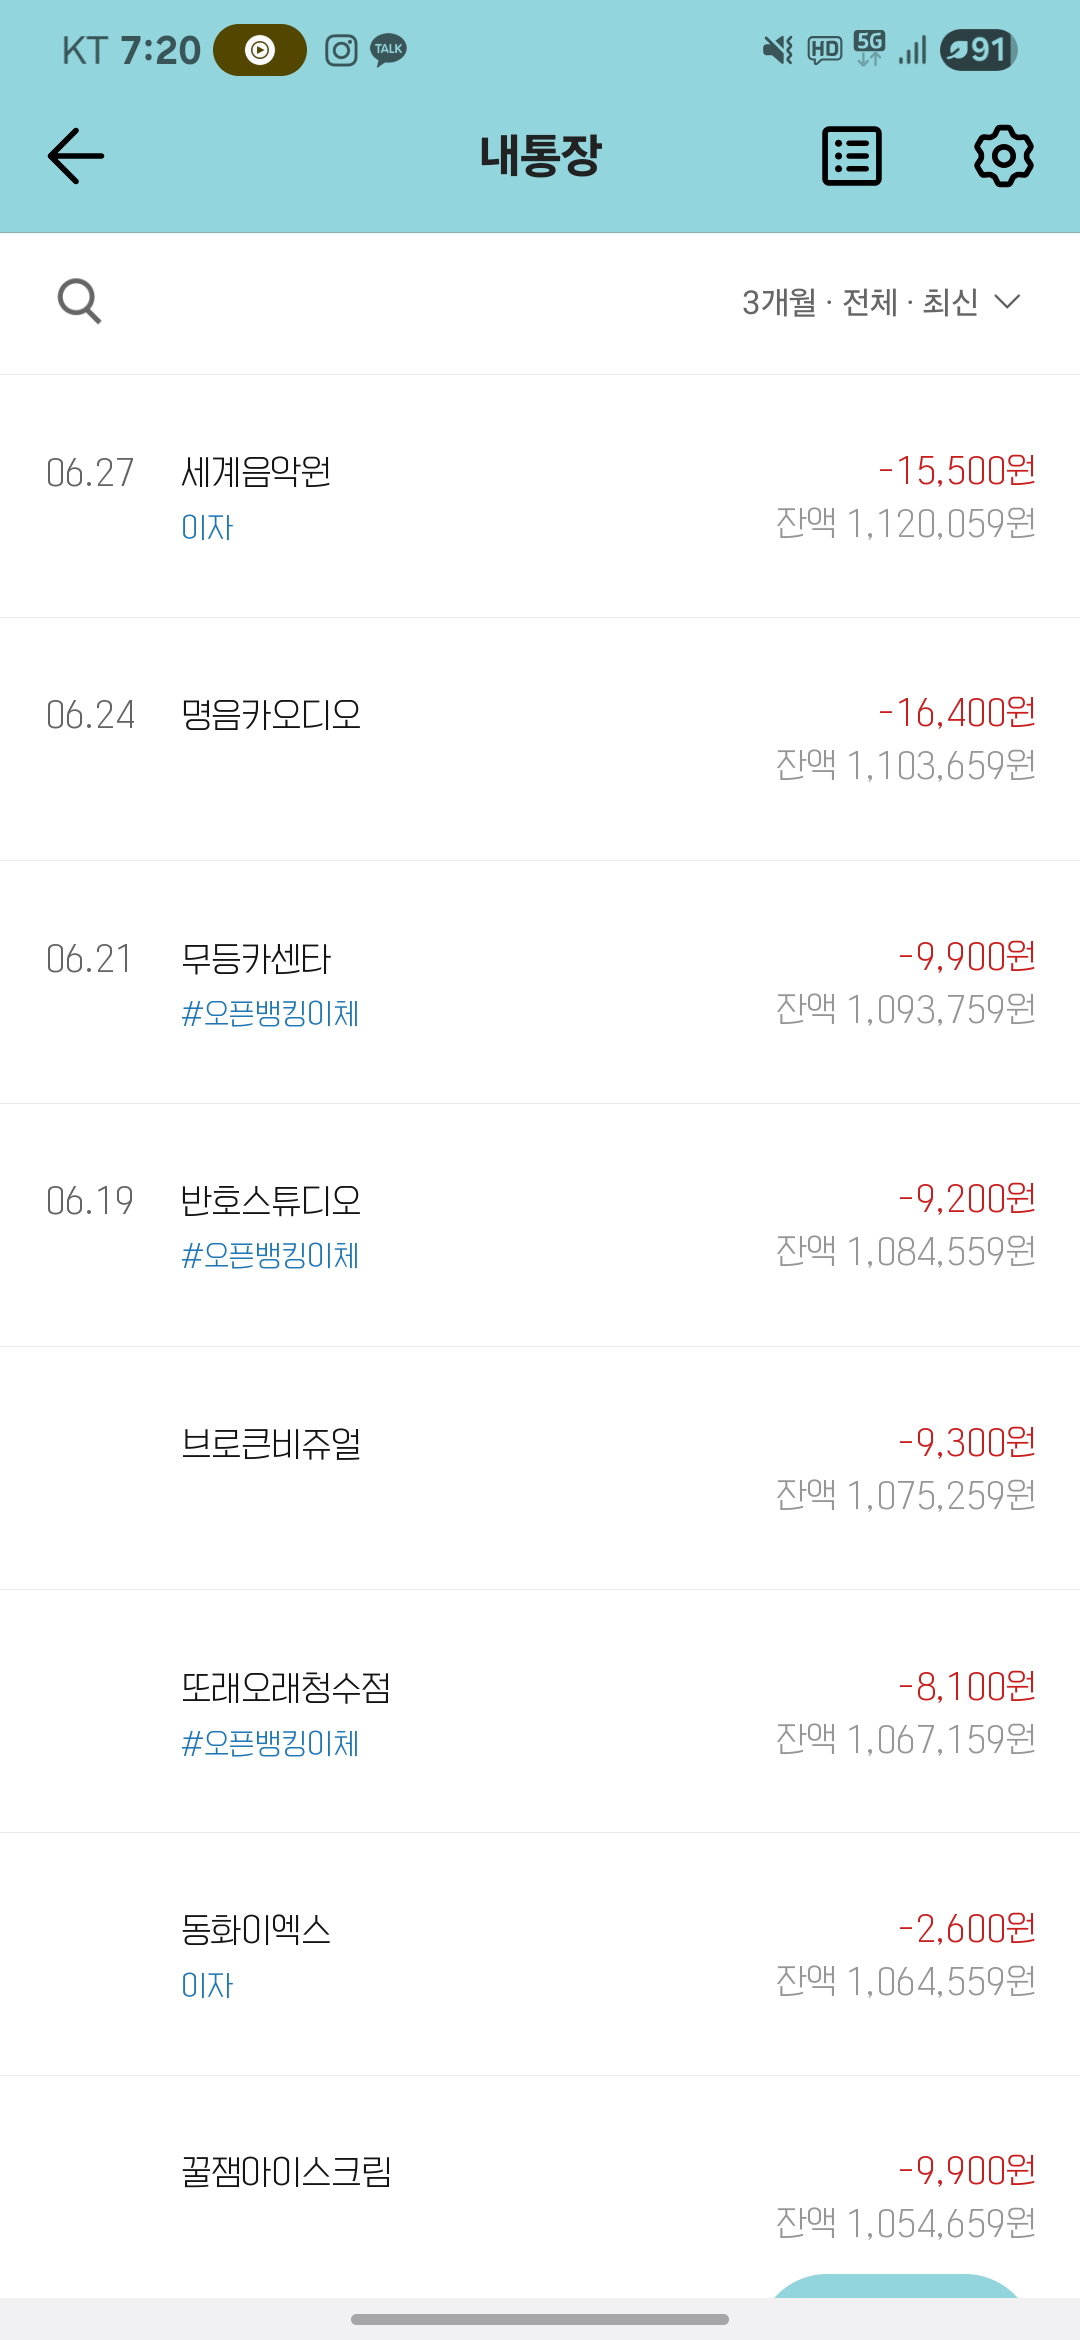 KT 7:20 TALK HD 5G 91
내통장
3개월 · 전체 · 최신
06.27 세계음악원 -15,500원
이자 잔액 1,120,059원
06.24 명음카오디오 -16,400원
잔액 1,103,659원
06.21 무등카센타 -9,900원
#오픈뱅킹이체 잔액 1,093,759원
06.19 반호스튜디오 -9,200원
#오픈뱅킹이체 잔액 1,084,559원
브로큰비쥬얼 -9,300원
잔액 1,075,259원
또래오래청수점 -8,100원
#오픈뱅킹이체 잔액 1,067,159원
동화이엑스 -2,600원
이자 잔액 1,064,559원
꿀잼아이스크림 -9,900원
잔액 1,054,659원